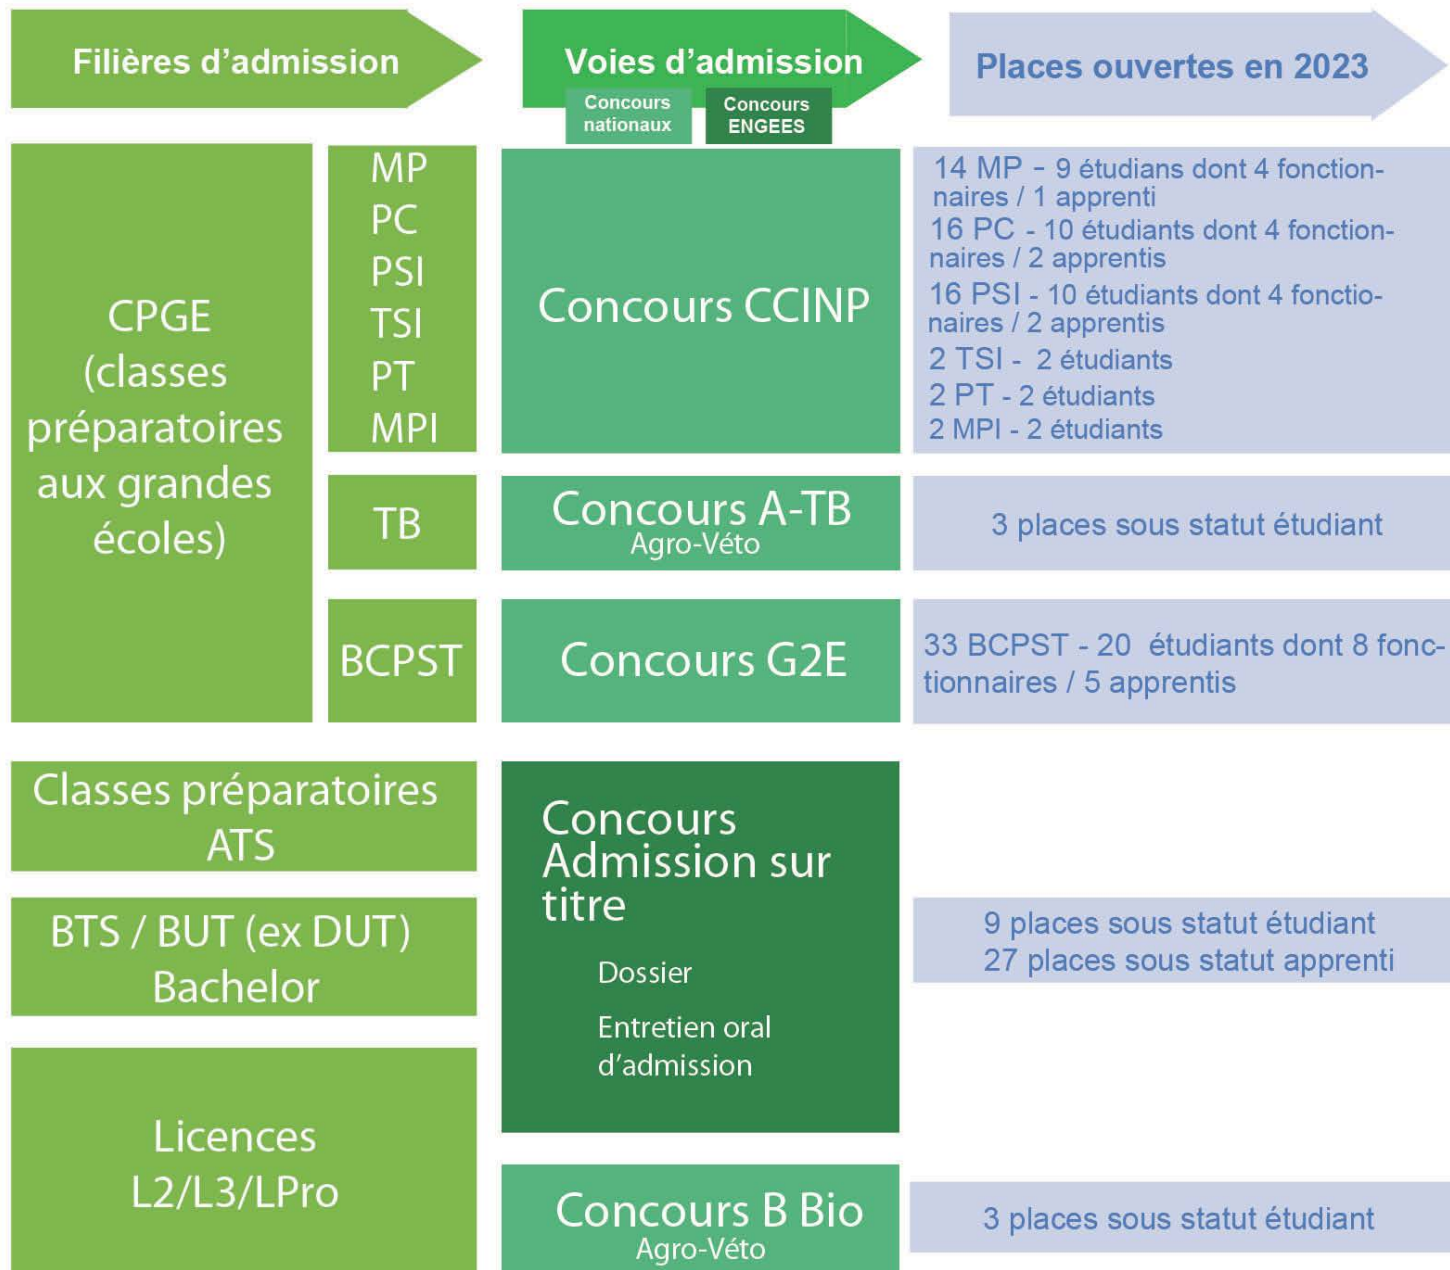 Filières d'admission
Voies d'admission
Concours
nationaux
Concours
ENGEES
Places ouvertes en 2023
CPGE
(classes
préparatoires
aux grandes
écoles)
MP
PC
PSI
TSI
PT
MPI
Concours CCINP
14 MP - 9 étudians dont 4 fonction-
naires / 1 apprenti
16 PC - 10 étudiants dont 4 fonction-
naires / 2 apprentis
16 PSI - 10 étudiants dont 4 fonctio-
naires / 2 apprentis
2 TSI - 2 étudiants
2 PT - 2 étudiants
2 MPI - 2 étudiants
TB
Concours A-TB
Agro-Véto
3 places sous statut étudiant
BCPST
Concours G2E
33 BCPST - 20 étudiants dont 8 fonc-
tionnaires / 5 apprentis
Classes préparatoires
ATS
BTS / BUT (ex DUT)
Bachelor
Licences
L2/L3/LPro
Concours
Admission sur
titre
Dossier
Entretien oral
d'admission
9 places sous statut étudiant
27 places sous statut apprenti
Concours B Bio
Agro-Véto
3 places sous statut étudiant